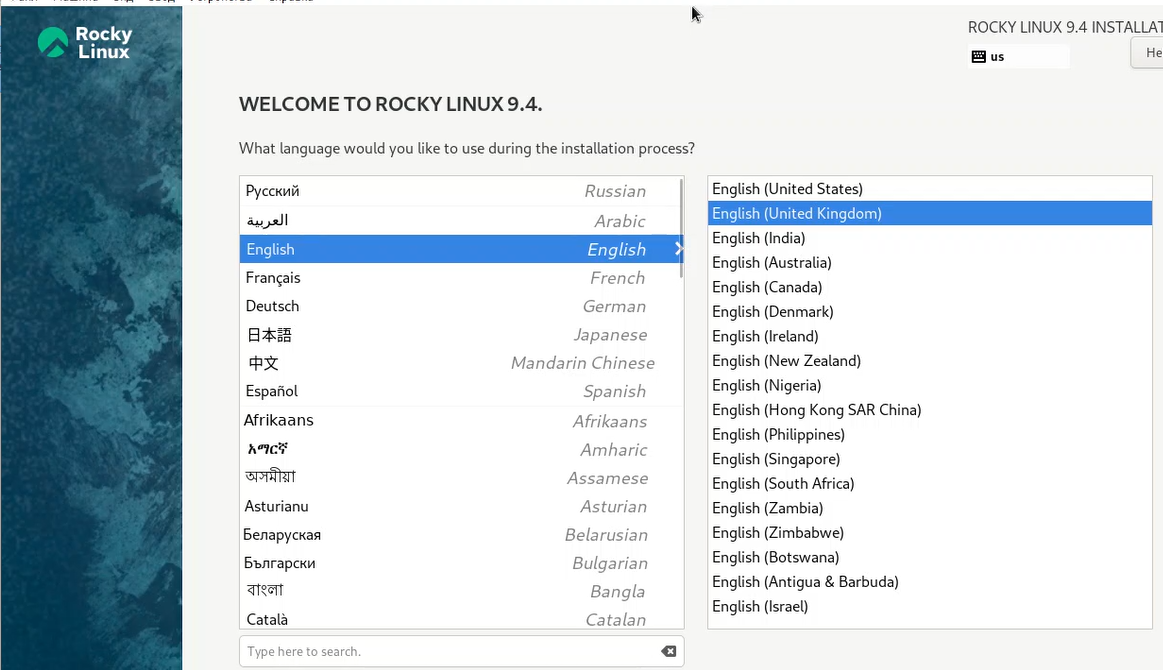 Rocky
Linux
ROCKY LINUX 9.4 INSTALLAT
us
He
WELCOME TO ROCKY LINUX 9.4.
What language would you like to use during the installation process?
Русский Russian
العربية Arabic
English English
Français French
Deutsch German
日本語 Japanese
中文 Mandarin Chinese
Español Spanish
Afrikaans Afrikaans
አማርኛ Amharic
অসমীয়া Assamese
Asturianu Asturian
Беларуская Belarusian
Български Bulgarian
বাংলা Bangla
Català Catalan
Type here to search.
English (United States)
English (United Kingdom)
English (India)
English (Australia)
English (Canada)
English (Denmark)
English (Ireland)
English (New Zealand)
English (Nigeria)
English (Hong Kong SAR China)
English (Philippines)
English (Singapore)
English (South Africa)
English (Zambia)
English (Zimbabwe)
English (Botswana)
English (Antigua & Barbuda)
English (Israel)